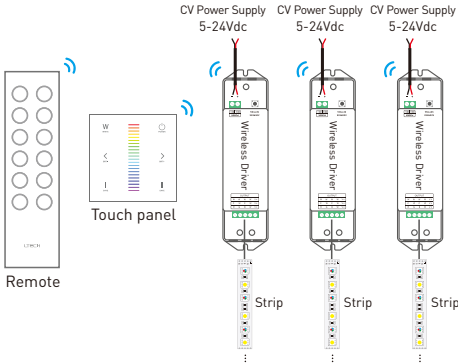 CV Power Supply
5-24Vdc
CV Power Supply
5-24Vdc
CV Power Supply
5-24Vdc
Wireless Driver
Wireless Driver
Wireless Driver
W
LTECH
Touch panel
Remote
Strip
Strip
Strip